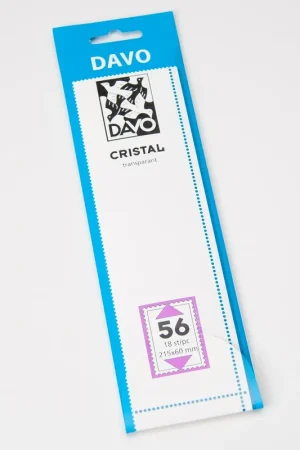 DAVO
DAVO
CRISTAL
transparant
56
18 st/pc
215x60 mm